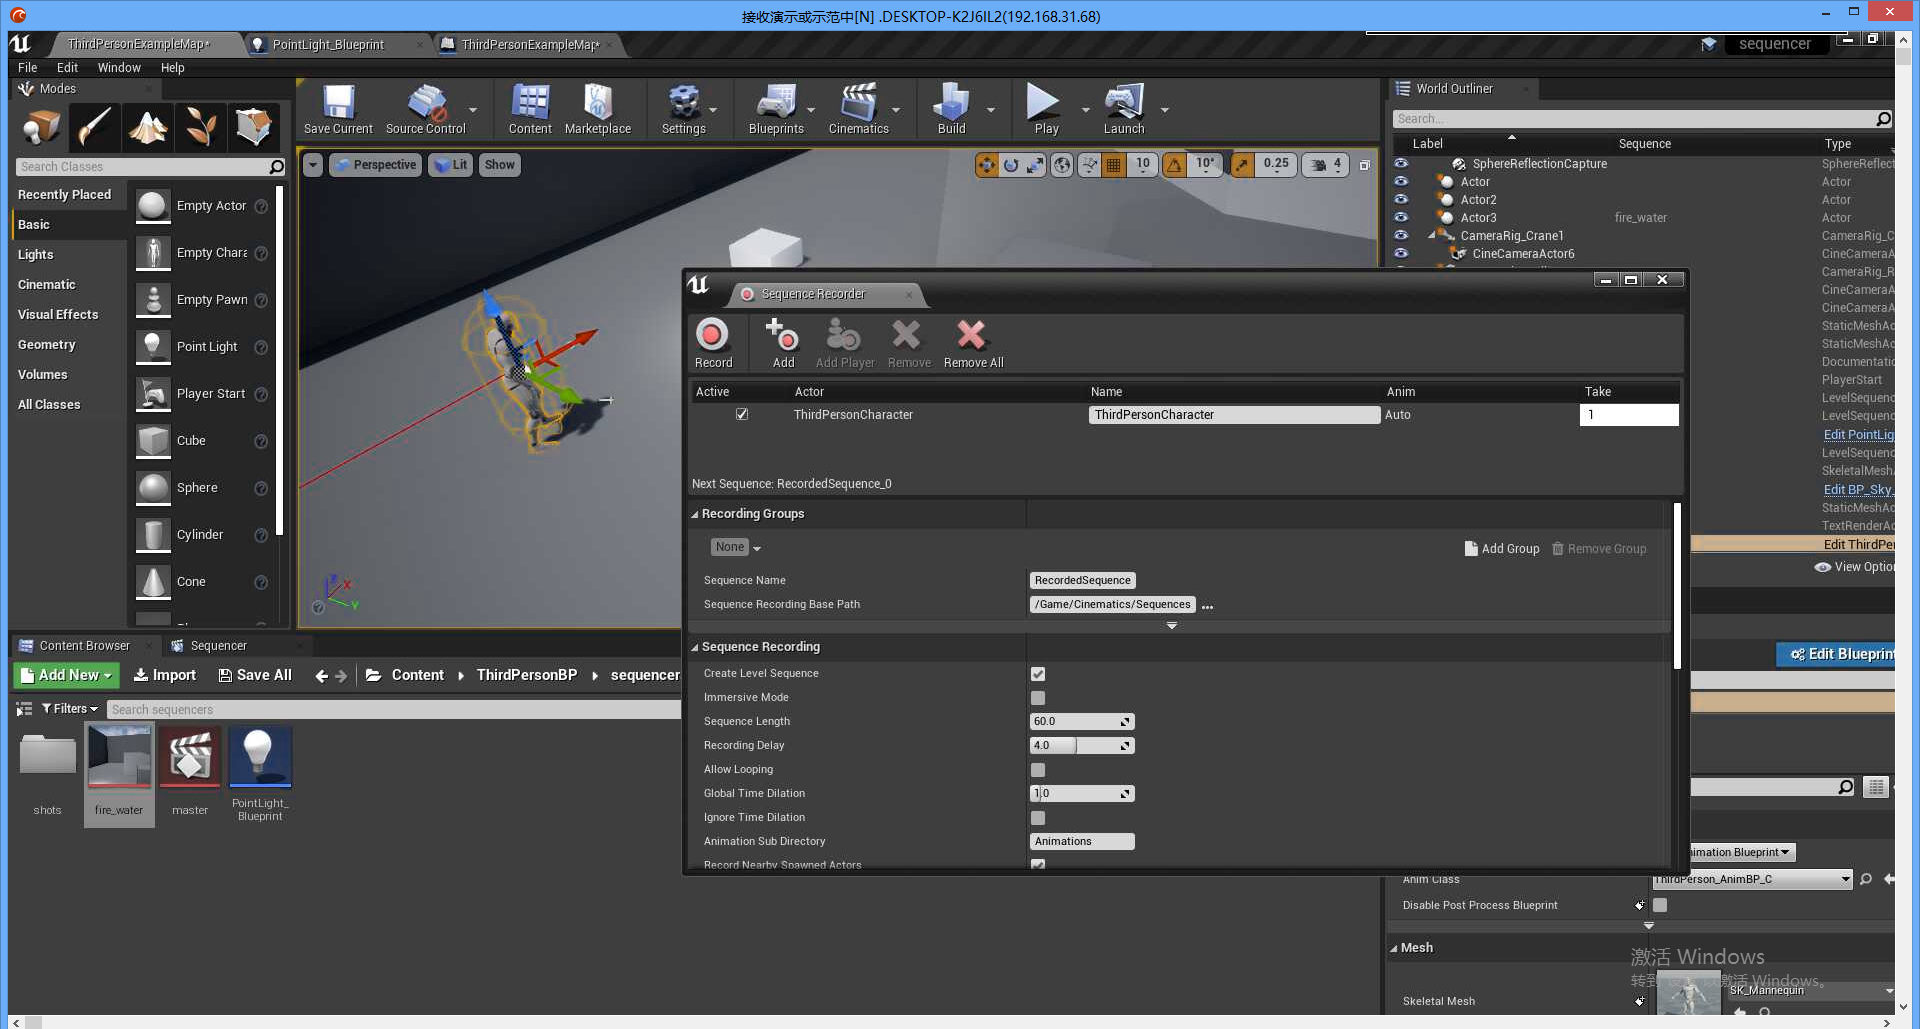 接收演示或示范中[N] .DESKTOP-K2J6IL2(192.168.31.68)
ThirdPersonExampleMap*
PointLight_Blueprint
ThirdPersonExampleMap*
sequencer
File Edit Window Help
Modes
Save Current
Source Control
Content
Marketplace
Settings
Blueprints
Cinematics
Build
Play
Launch
World Outliner
Search...
Label Sequence Type
Search Classes
Perspective
Lit
Show
10
10°
0.25
4
SphereReflectionCapture SphereReflect
Actor Actor
Actor2 Actor
Actor3 fire_water Actor
CameraRig_Crane1 CameraRig_C
CineCameraActor6 CineCameraA
CameraRig_R
CineCameraA
CineCameraA
StaticMeshAc
StaticMeshAc
Documentatio
PlayerStart
LevelSequenc
LevelSequenc
Edit PointLig
LevelSequenc
SkeletalMesh
Edit BP_Sky_
StaticMeshAc
TextRenderAc
Edit ThirdPer
View Option
Recently Placed
Basic
Lights
Cinematic
Visual Effects
Geometry
Volumes
All Classes
Empty Actor
Empty Chara
Empty Pawn
Point Light
Player Start
Cube
Sphere
Cylinder
Cone
Z
X
Y
Sequence Recorder
Record
Add
Add Player
Remove
Remove All
Active Actor Name Anim Take
ThirdPersonCharacter ThirdPersonCharacter Auto 1
Next Sequence: RecordedSequence_0
Recording Groups
None
Add Group
Remove Group
Sequence Name RecordedSequence
Sequence Recording Base Path /Game/Cinematics/Sequences ...
Sequence Recording
Create Level Sequence
Immersive Mode
Sequence Length 60.0
Recording Delay 4.0
Allow Looping
Global Time Dilation 1.0
Ignore Time Dilation
Animation Sub Directory Animations
Record Nearby Spawned Actors
Content Browser
Sequencer
Add New
Import
Save All
Content
ThirdPersonBP
sequencer
Filters
Search sequencers
shots
fire_water
master
PointLight_
Blueprint
Edit Blueprint
imation Blueprint
Anim Class ThirdPerson_AnimBP_C
Disable Post Process Blueprint
Mesh
激活 Windows
Skeletal Mesh
SK_Mannequin